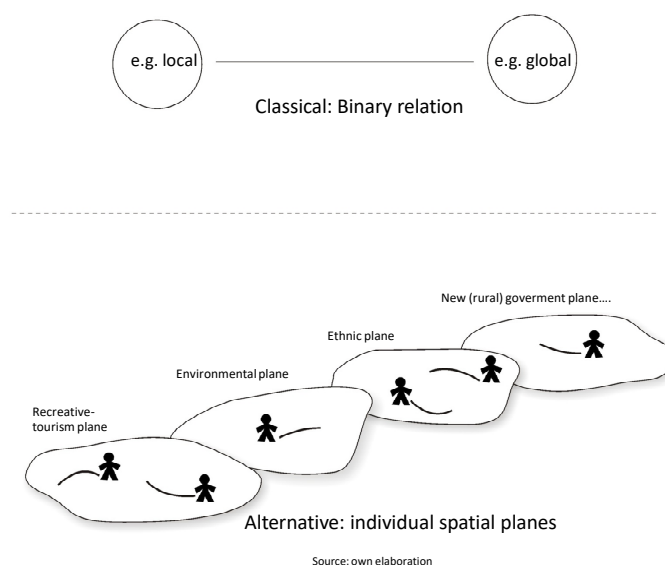 e.g. local
e.g. global
Classical: Binary relation
New (rural) goverment plane....
Ethnic plane
Environmental plane
Recreative-
tourism plane
Alternative: individual spatial planes
Source: own elaboration